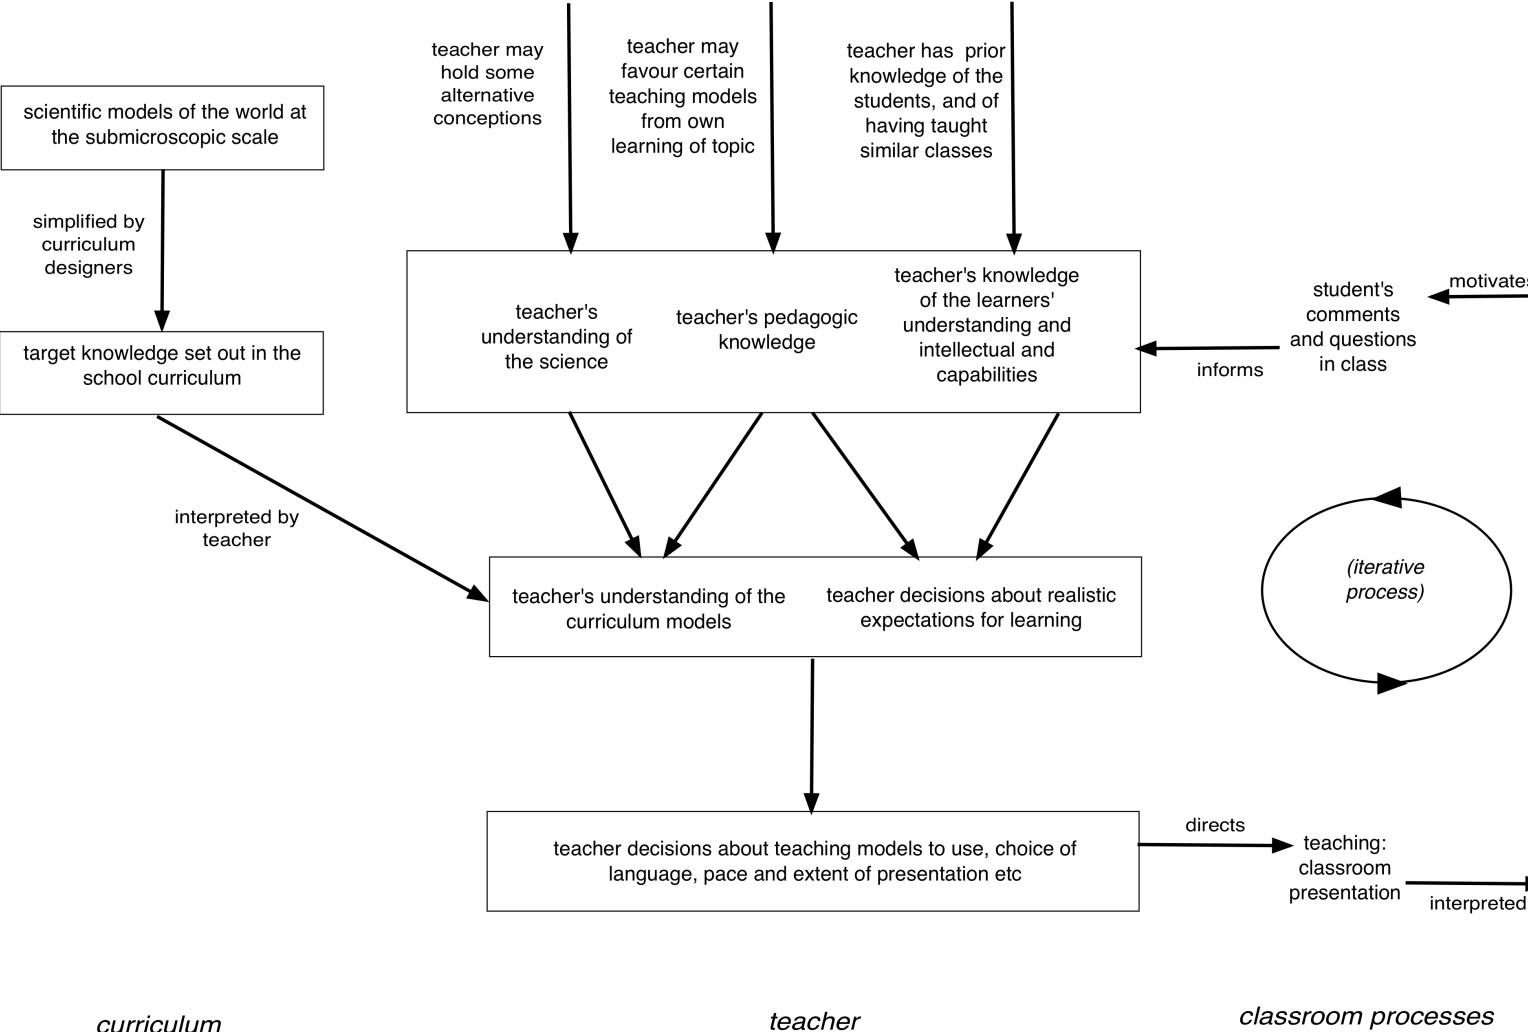 teacher may
hold some
alternative
conceptions
teacher may
favour certain
teaching models
from own
learning of topic
teacher has prior
knowledge of the
students, and of
having taught
similar classes
scientific models of the world at
the submicroscopic scale
simplified by
curriculum
designers
target knowledge set out in the
school curriculum
teacher's
understanding of
the science
teacher's pedagogic
knowledge
teacher's knowledge
of the learners'
understanding and
intellectual and
capabilities
informs
student's
comments
and questions
in class
motivates
interpreted by
teacher
teacher's understanding of the
curriculum models
teacher decisions about realistic
expectations for learning
(iterative
process)
teacher decisions about teaching models to use, choice of
language, pace and extent of presentation etc
directs
teaching:
classroom
presentation
interpreted
curriculum
teacher
classroom processes